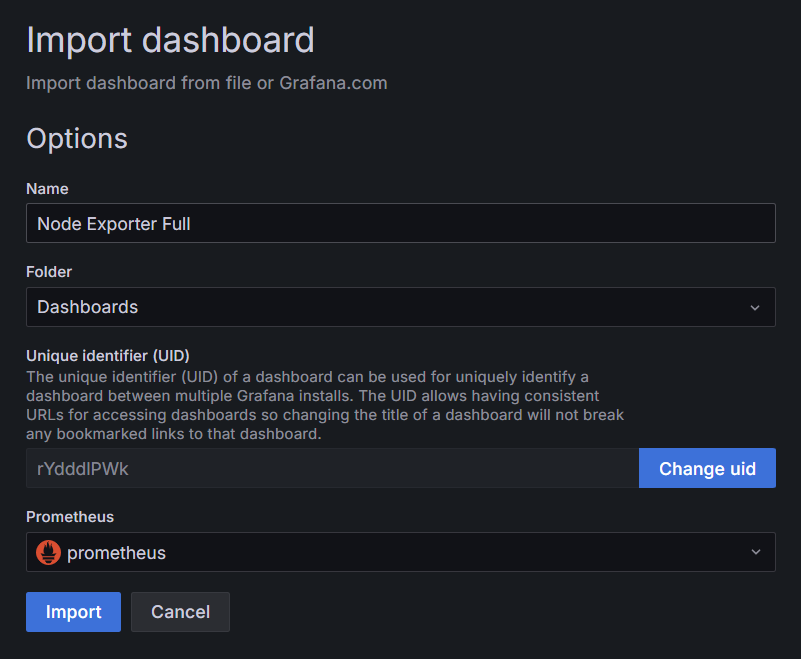 Import dashboard
Import dashboard from file or Grafana.com
Options
Name
Node Exporter Full
Folder
Dashboards
Unique identifier (UID)
The unique identifier (UID) of a dashboard can be used for uniquely identify a
dashboard between multiple Grafana installs. The UID allows having consistent
URLs for accessing dashboards so changing the title of a dashboard will not break
any bookmarked links to that dashboard.
rYdddlPWk
Change uid
Prometheus
prometheus
Import
Cancel